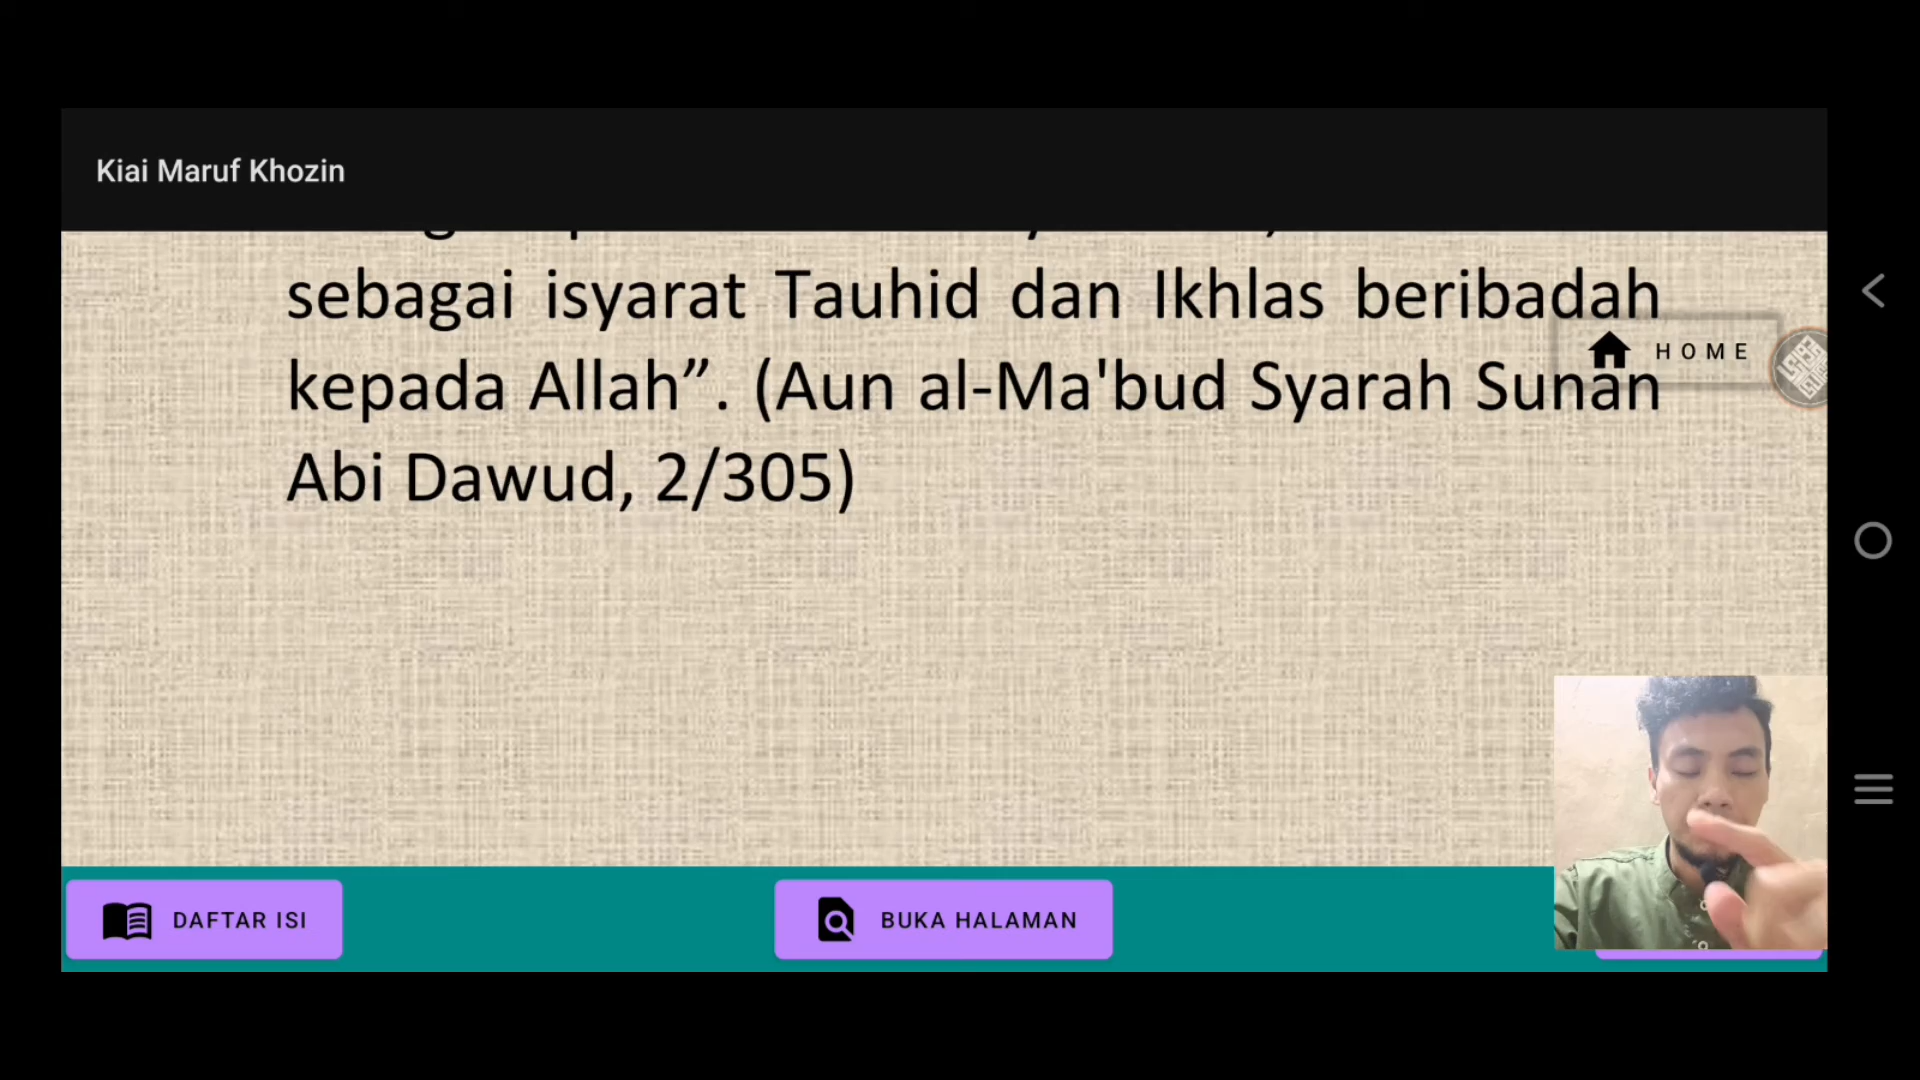 Kiai Maruf Khozin
sebagai isyarat Tauhid dan Ikhlas beribadah
kepada Allah”. (Aun al-Ma'bud Syarah Sunan
Abi Dawud, 2/305)
HOME
DAFTAR ISI
BUKA HALAMAN